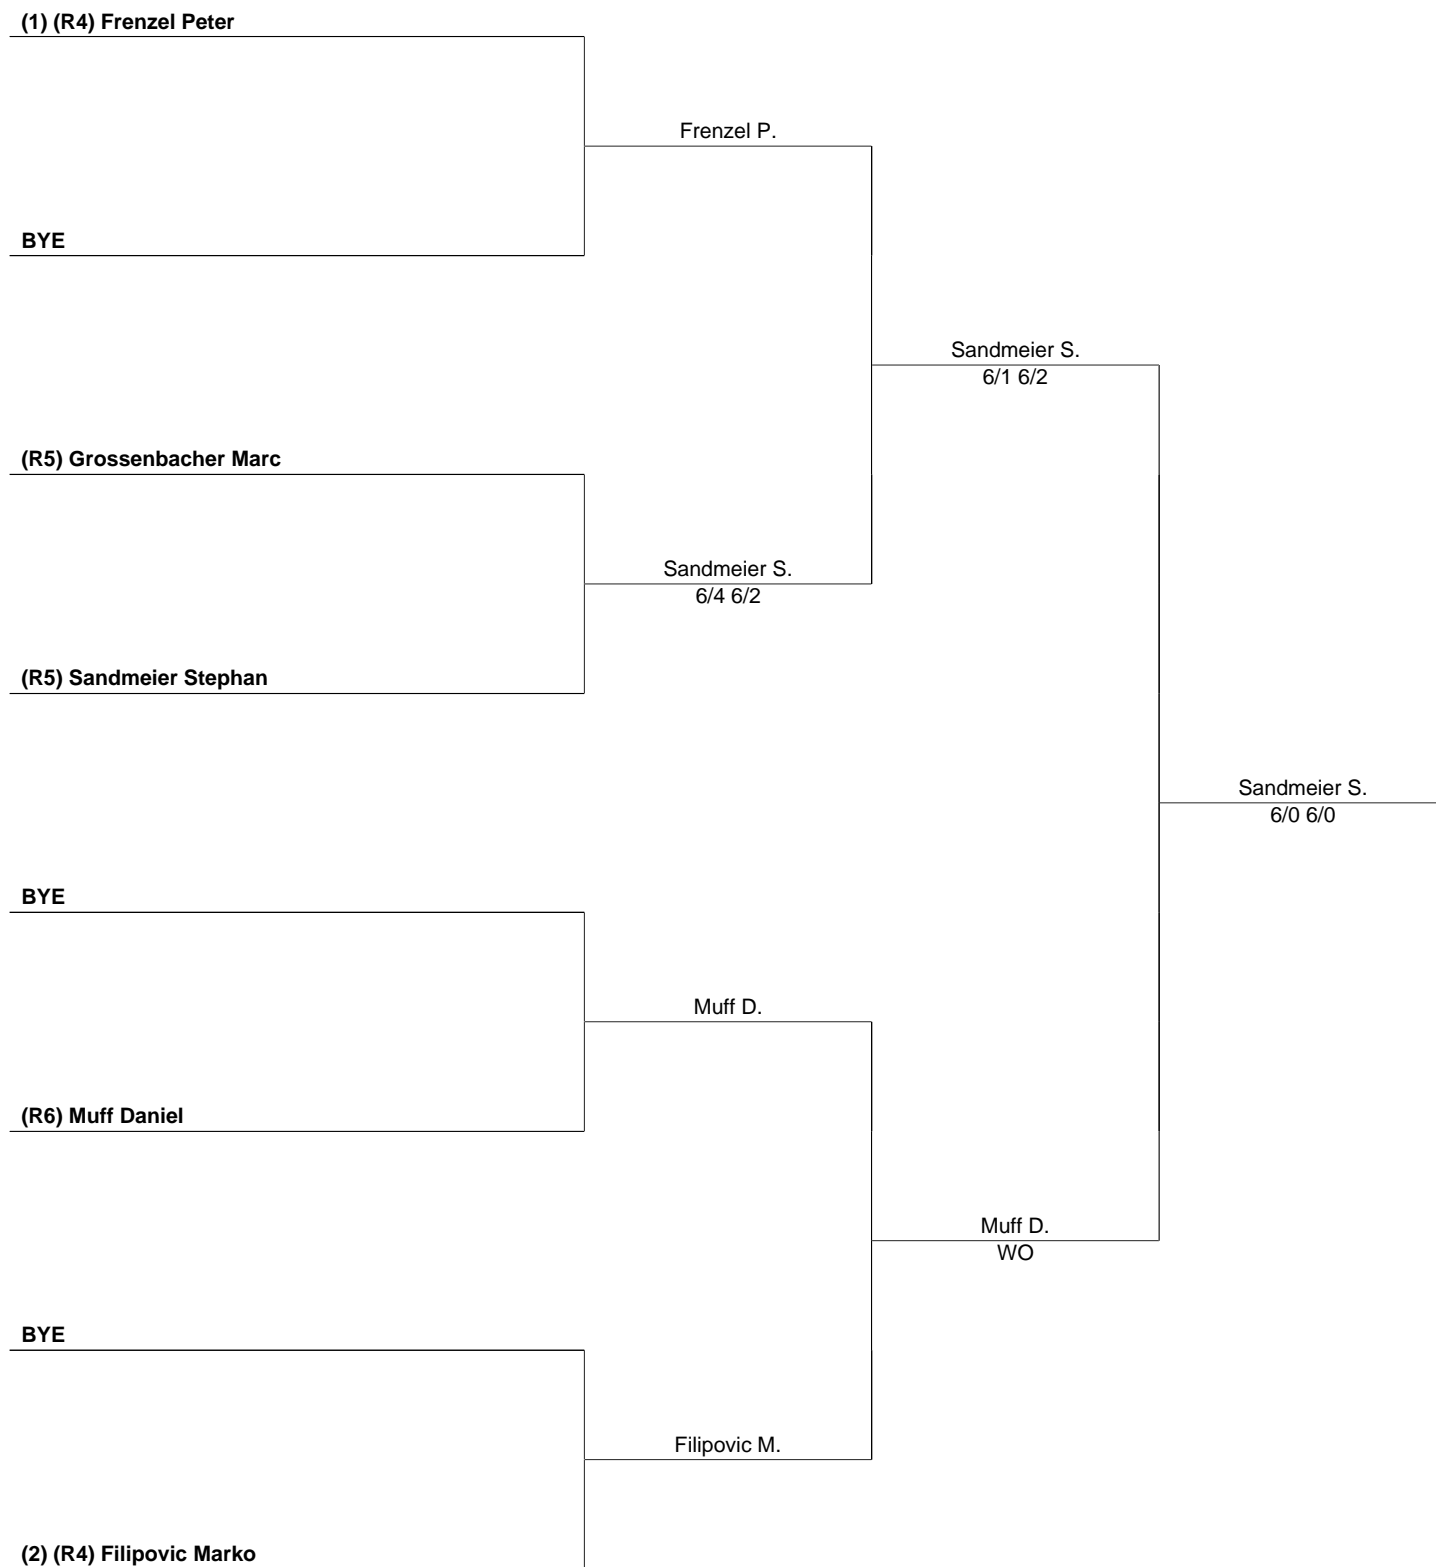 (1) (R4) Frenzel Peter
Frenzel P.
BYE
Sandmeier S.
6/1 6/2
(R5) Grossenbacher Marc
Sandmeier S.
6/4 6/2
(R5) Sandmeier Stephan
Sandmeier S.
6/0 6/0
BYE
Muff D.
(R6) Muff Daniel
Muff D.
WO
BYE
Filipovic M.
(2) (R4) Filipovic Marko